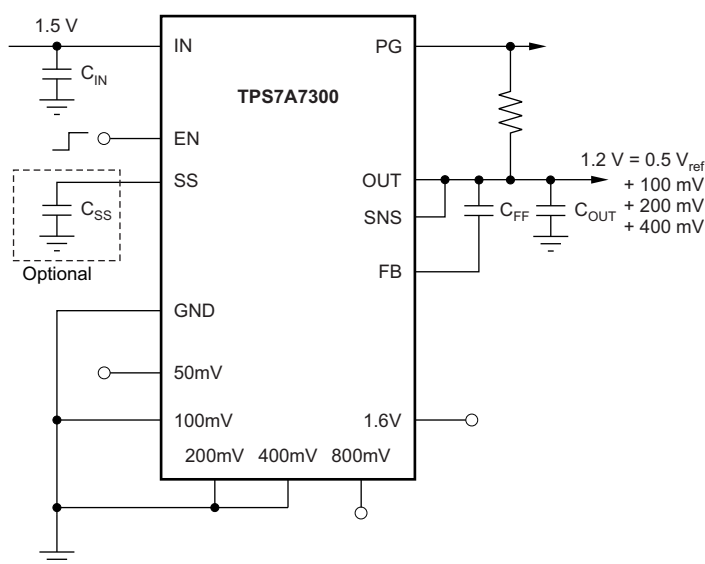 1.5 V
IN
PG
C_IN
TPS7A7300
EN
SS
OUT
1.2 V = 0.5 V_ref
+ 100 mV
+ 200 mV
+ 400 mV
C_SS
SNS
C_FF
C_OUT
Optional
FB
GND
50mV
100mV
1.6V
200mV 400mV 800mV